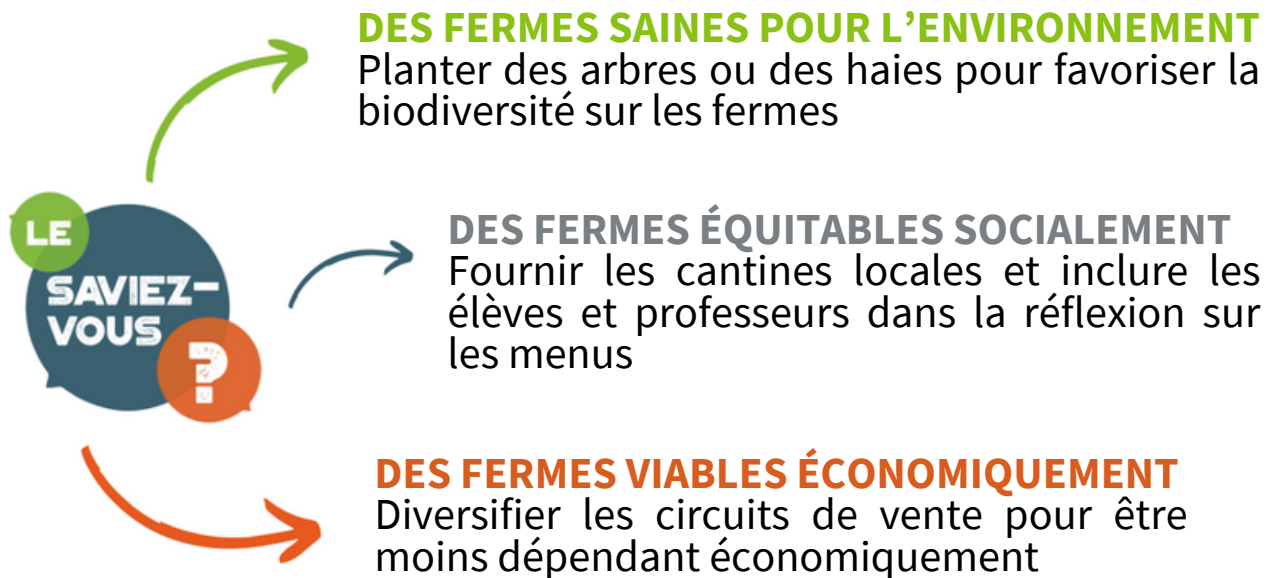 DES FERMES SAINES POUR L’ENVIRONNEMENT
Planter des arbres ou des haies pour favoriser la
biodiversité sur les fermes
LE
SAVIEZ-
VOUS
?
DES FERMES ÉQUITABLES SOCIALEMENT
Fournir les cantines locales et inclure les
élèves et professeurs dans la réflexion sur
les menus
DES FERMES VIABLES ÉCONOMIQUEMENT
Diversifier les circuits de vente pour être
moins dépendant économiquement